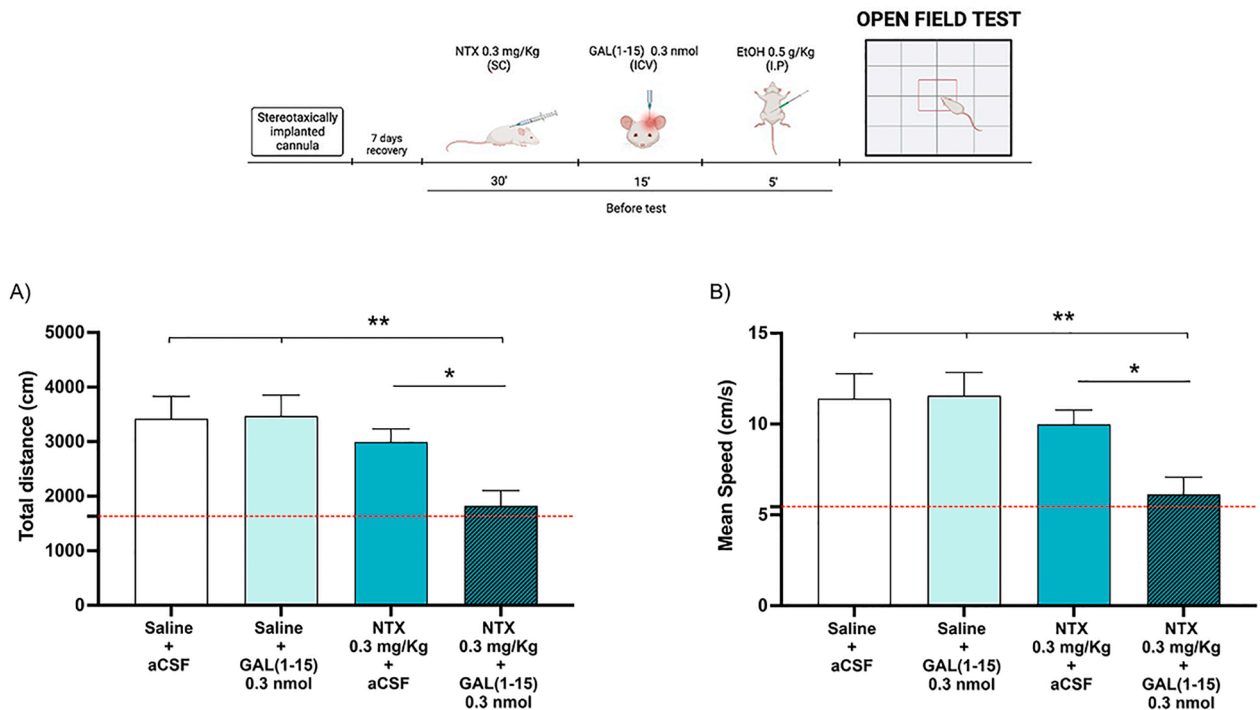 OPEN FIELD TEST
NTX 0.3 mg/Kg
(SC)
GAL(1-15) 0.3 nmol
(ICV)
EtOH 0.5 g/Kg
(I.P)
Stereotaxically
implanted
cannula
7 days
recovery
30'
15'
5'
Before test
A)
**
*
Total distance (cm)
5000
4000
3000
2000
1000
0
Saline
+
aCSF
Saline
+
GAL(1-15)
0.3 nmol
NTX
0.3 mg/Kg
+
aCSF
NTX
0.3 mg/Kg
+
GAL(1-15)
0.3 nmol
B)
**
*
Mean Speed (cm/s)
15
10
5
0
Saline
+
aCSF
Saline
+
GAL(1-15)
0.3 nmol
NTX
0.3 mg/Kg
+
aCSF
NTX
0.3 mg/Kg
+
GAL(1-15)
0.3 nmol